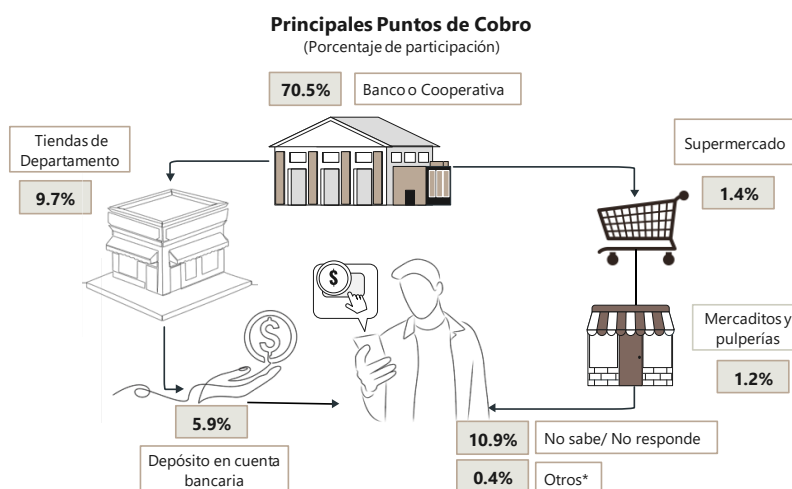 Principales Puntos de Cobro
(Porcentaje de participación)
70.5%
Banco o Cooperativa
Tiendas de
Departamento
9.7%
Supermercado
1.4%
$
$
Mercaditos y
pulperías
1.2%
5.9%
Depósito en cuenta
bancaria
10.9%
No sabe/ No responde
0.4%
Otros*